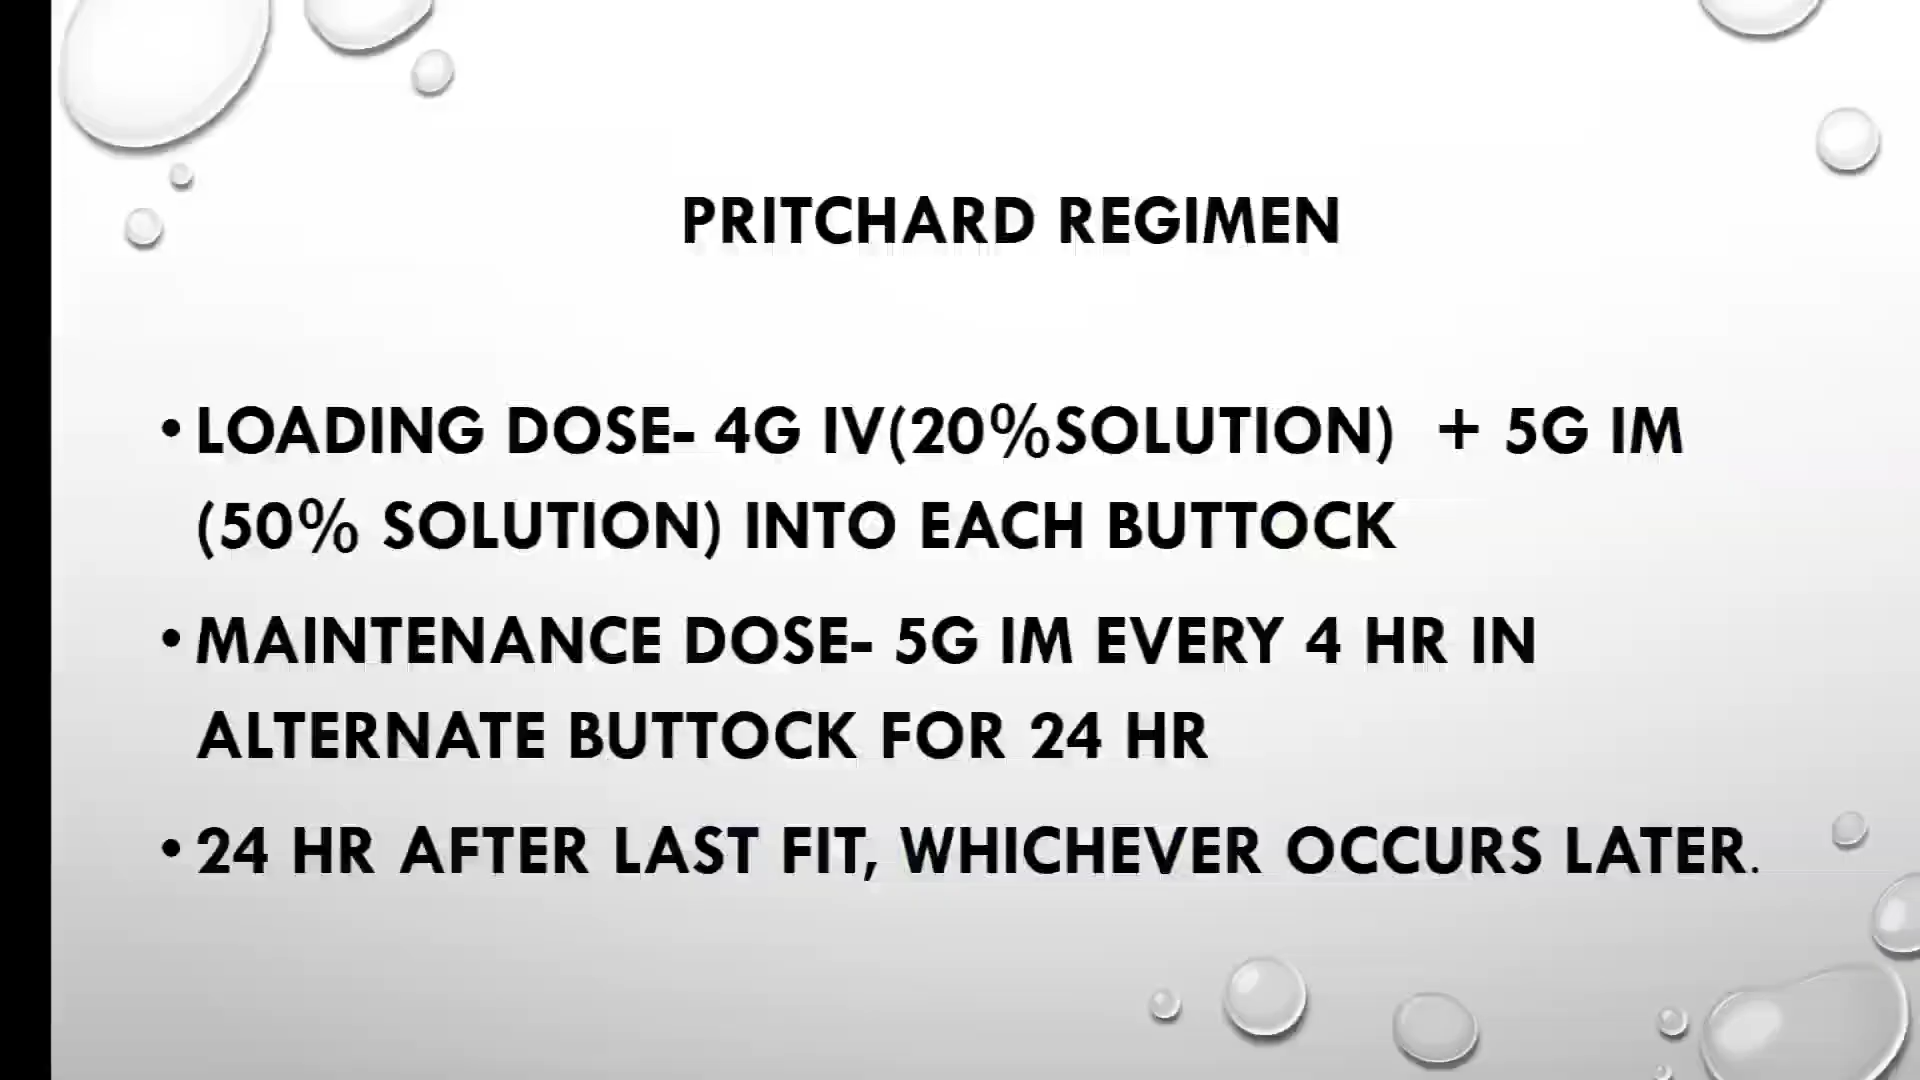 PRITCHARD REGIMEN
• LOADING DOSE- 4G IV(20%SOLUTION) + 5G IM
(50% SOLUTION) INTO EACH BUTTOCK
• MAINTENANCE DOSE- 5G IM EVERY 4 HR IN
ALTERNATE BUTTOCK FOR 24 HR
• 24 HR AFTER LAST FIT, WHICHEVER OCCURS LATER.